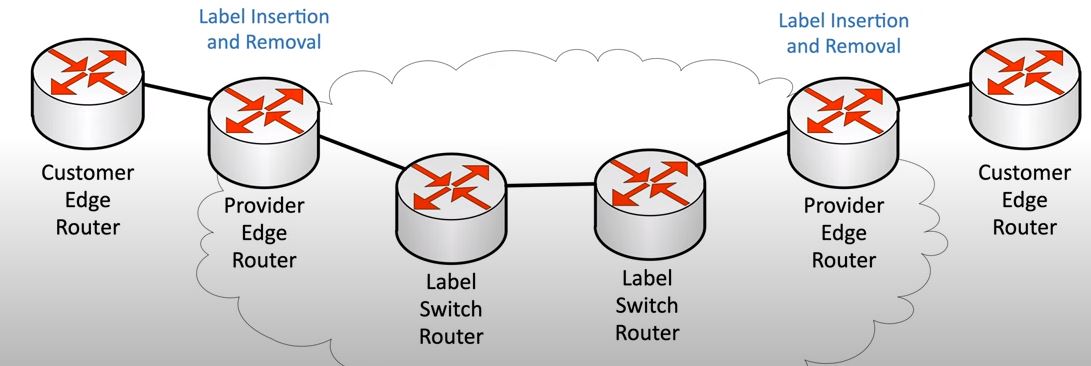 Label Insertion
and Removal
Label Insertion
and Removal
Customer
Edge
Router
Provider
Edge
Router
Label
Switch
Router
Label
Switch
Router
Provider
Edge
Router
Customer
Edge
Router